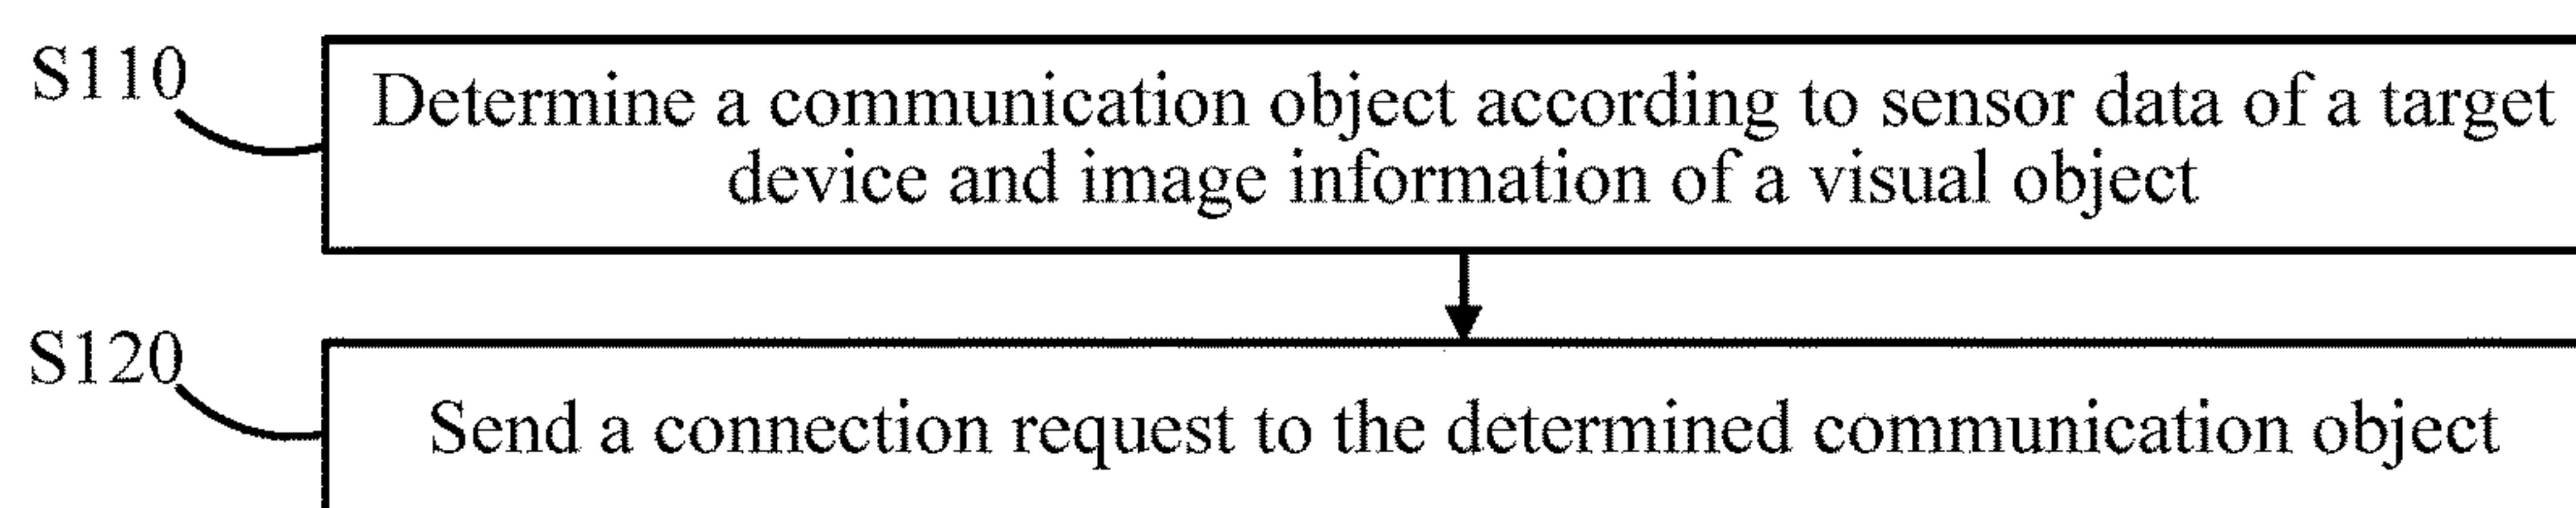 S110
Determine a communication object according to sensor data of a target
device and image information of a visual object
S120
Send a connection request to the determined communication object